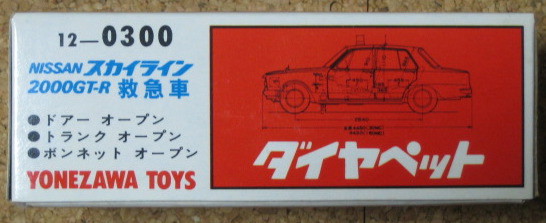 12-0300
NISSAN スカイライン
2000GT-R 救急車
●ドアー オープン
●トランク オープン
●ボンネット オープン
YONEZAWA TOYS
ダイヤペット